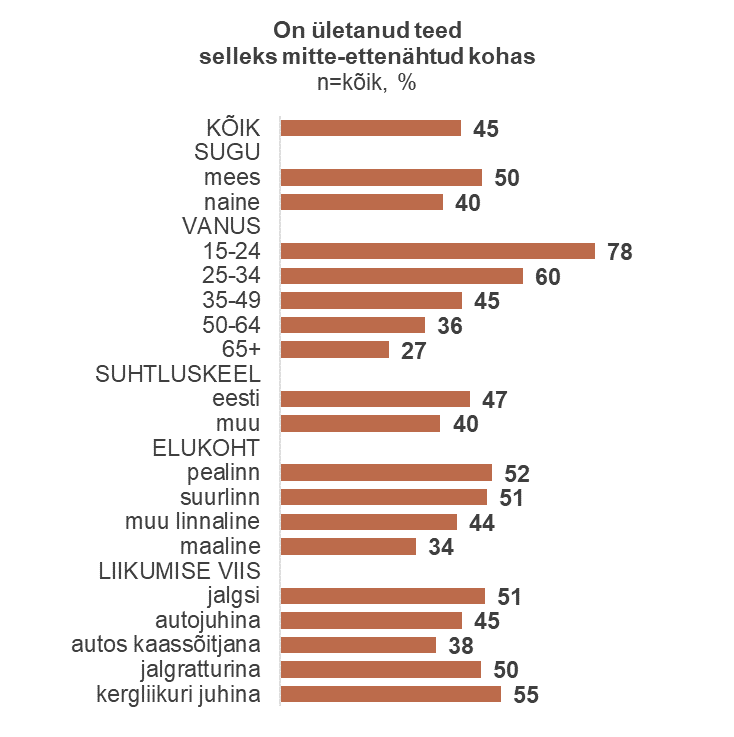 On ületanud teed
selleks mitte-ettenähtud kohas
n=kõik, %
KÕIK 45
SUGU
mees 50
naine 40
VANUS
15-24 78
25-34 60
35-49 45
50-64 36
65+ 27
SUHTLUSKEEL
eesti 47
muu 40
ELUKOHT
pealinn 52
suurlinn 51
muu linnaline 44
maaline 34
LIIKUMISE VIIS
jalgsi 51
autojuhina 45
autos kaassõitjana 38
jalgratturina 50
kergliikuri juhina 55